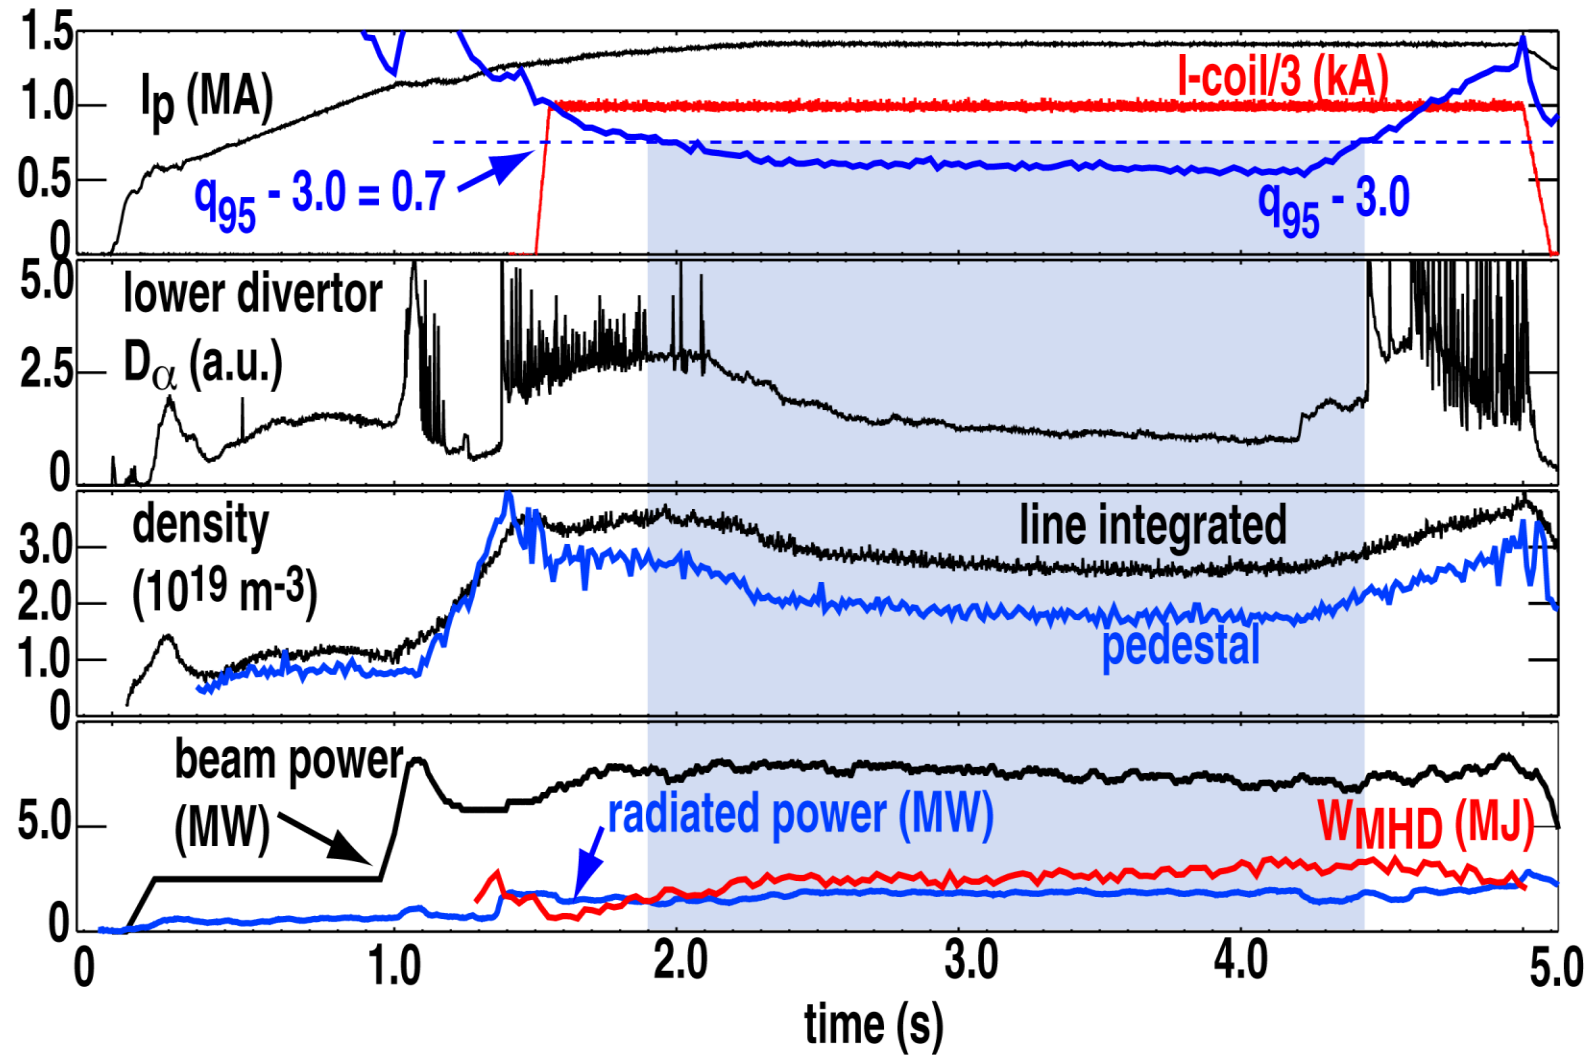 1.5
1.0
0.5
0
Ip (MA)
I-coil/3 (kA)
q95 - 3.0 = 0.7
q95 - 3.0
5.0
2.5
0
lower divertor
Dα (a.u.)
3.0
2.0
1.0
0
density
(1019 m-3)
line integrated
pedestal
5.0
0
beam power
(MW)
radiated power (MW)
WMHD (MJ)
0 1.0 2.0 3.0 4.0 5.0
time (s)